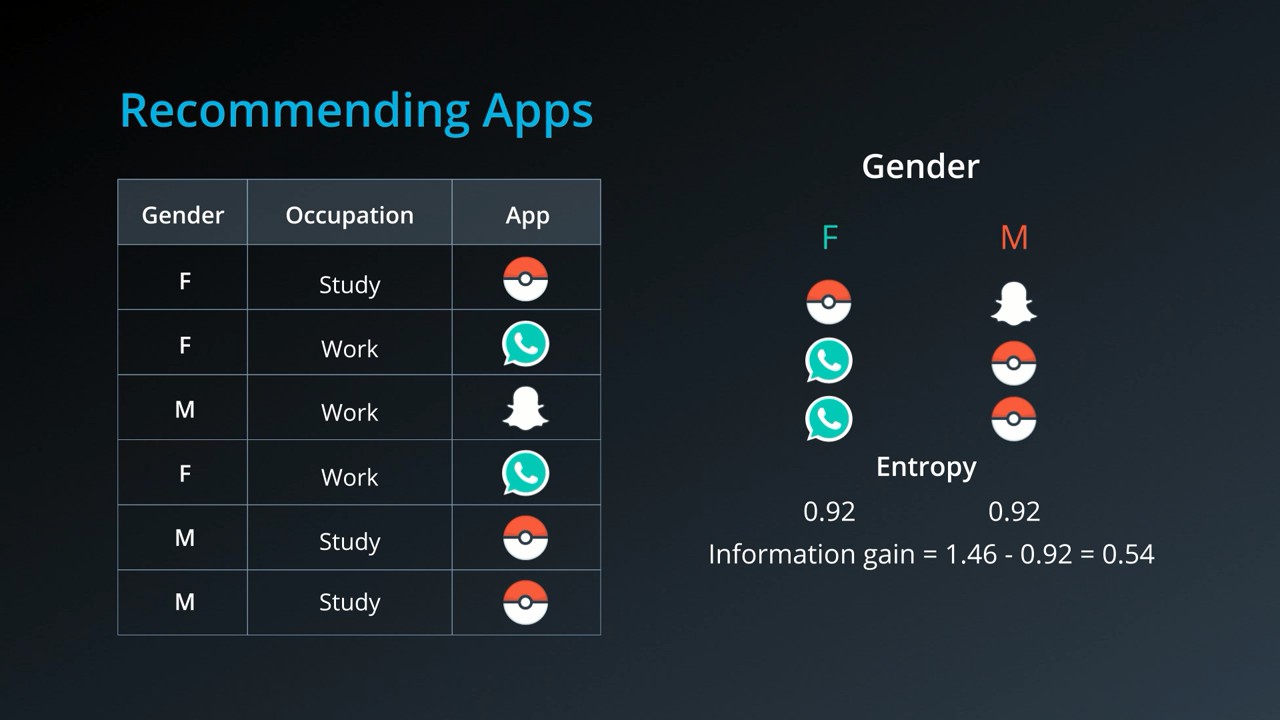 Recommending Apps
Gender Occupation App
F Study
F Work
M Work
F Work
M Study
M Study
Gender
F M
Entropy
0.92 0.92
Information gain = 1.46 - 0.92 = 0.54